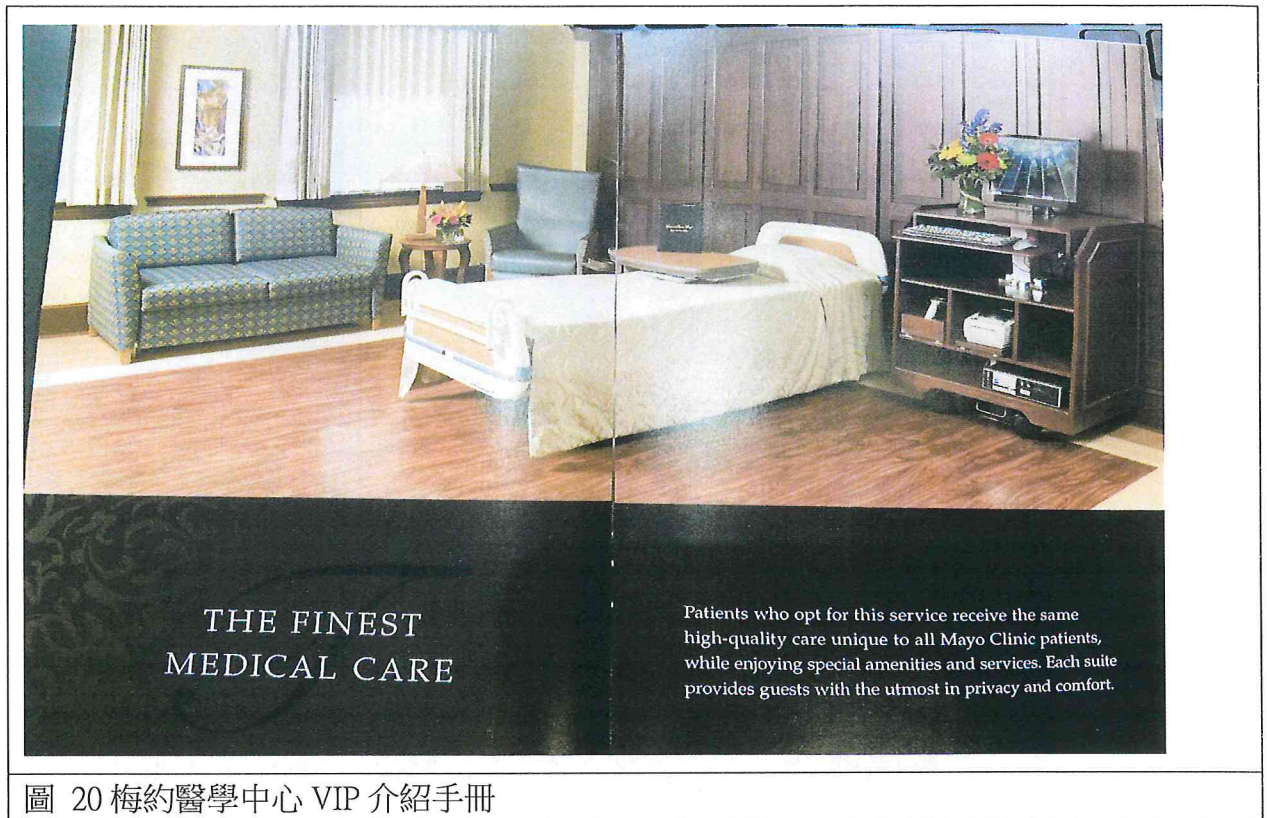 THE FINEST
MEDICAL CARE
Patients who opt for this service receive the same
high-quality care unique to all Mayo Clinic patients,
while enjoying special amenities and services. Each suite
provides guests with the utmost in privacy and comfort.
圖 20 梅約醫學中心 VIP 介紹手冊